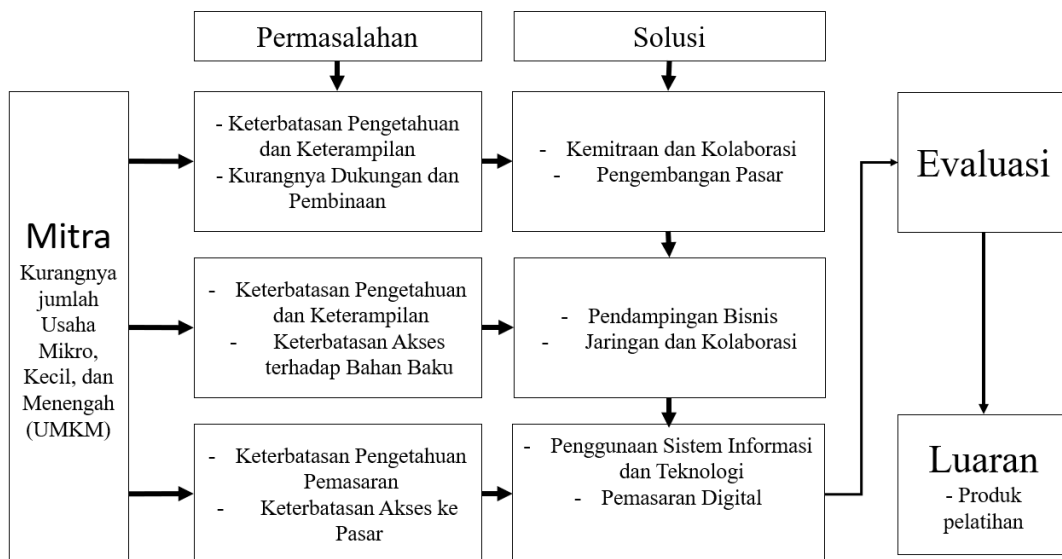 Permasalahan
Solusi
Mitra
Kurangnya
jumlah
Usaha
Mikro,
Kecil, dan
Menengah
(UMKM)
- Keterbatasan Pengetahuan
dan Keterampilan
- Kurangnya Dukungan dan
Pembinaan
- Kemitraan dan Kolaborasi
- Pengembangan Pasar
- Keterbatasan Pengetahuan
dan Keterampilan
- Keterbatasan Akses
terhadap Bahan Baku
- Pendampingan Bisnis
- Jaringan dan Kolaborasi
- Keterbatasan Pengetahuan
Pemasaran
- Keterbatasan Akses ke
Pasar
- Penggunaan Sistem Informasi
dan Teknologi
- Pemasaran Digital
Evaluasi
Luaran
- Produk
pelatihan